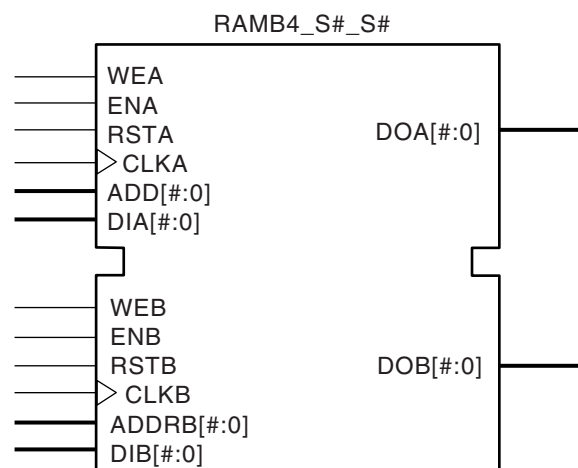 RAMB4_S#_S#
WEA
ENA
RSTA
DOA[#:0]
CLKA
ADD[#:0]
DIA[#:0]
WEB
ENB
RSTB
DOB[#:0]
CLKB
ADDRB[#:0]
DIB[#:0]